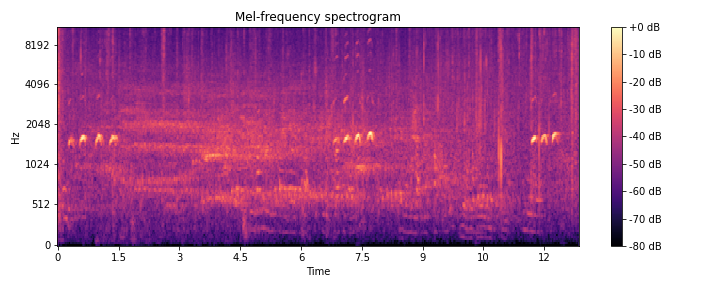 Mel-frequency spectrogram
8192
4096
2048
1024
512
0
Hz
0 1.5 3 4.5 6 7.5 9 10 12
Time
+0 dB
-10 dB
-20 dB
-30 dB
-40 dB
-50 dB
-60 dB
-70 dB
-80 dB